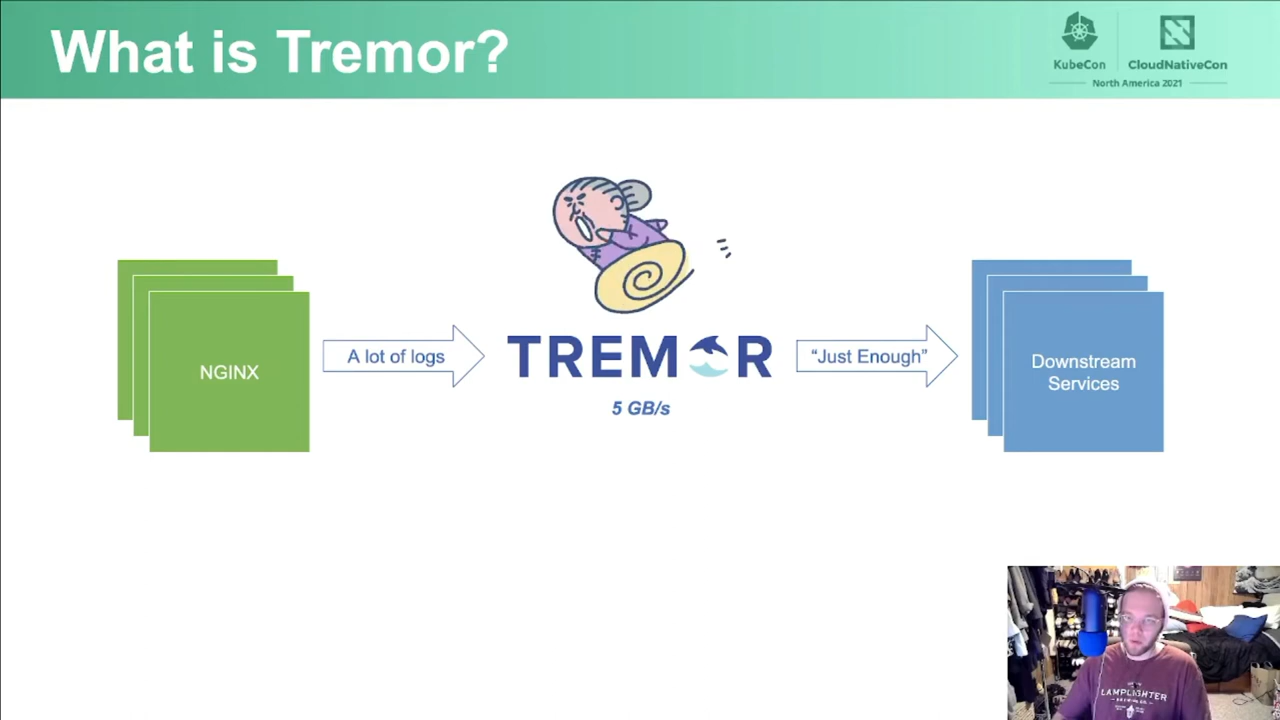 What is Tremor?
KubeCon
CloudNativeCon
North America 2021
NGINX
A lot of logs
TREMOR
5 GB/s
“Just Enough”
Downstream
Services
LAMPLIGHTER